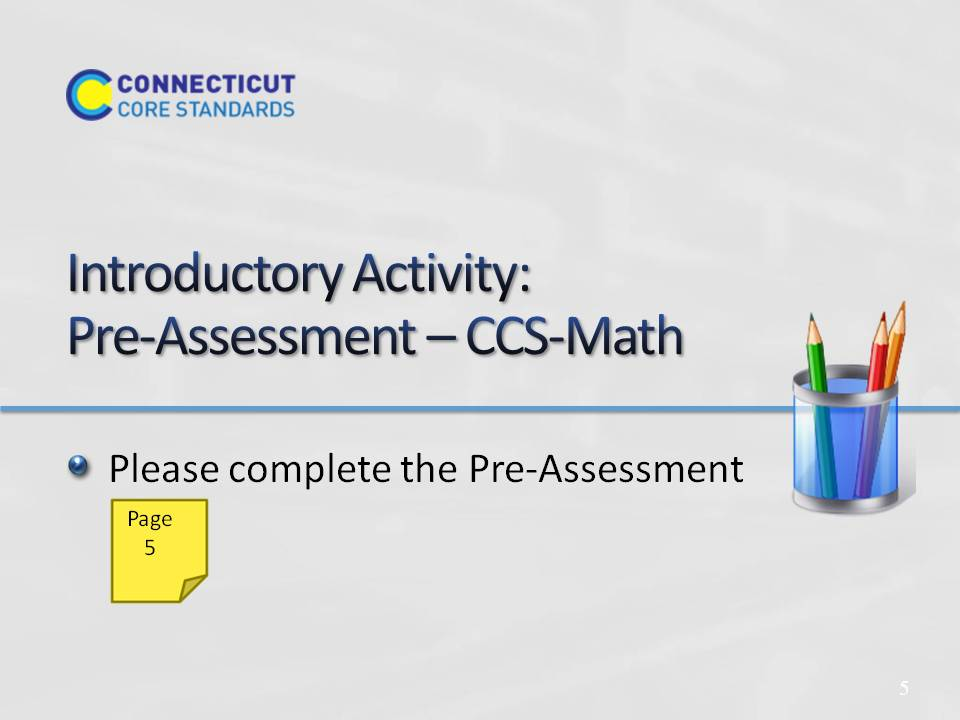 CONNECTICUT
CORE STANDARDS
Introductory Activity:
Pre-Assessment – CCS-Math
Please complete the Pre-Assessment
Page
5
5